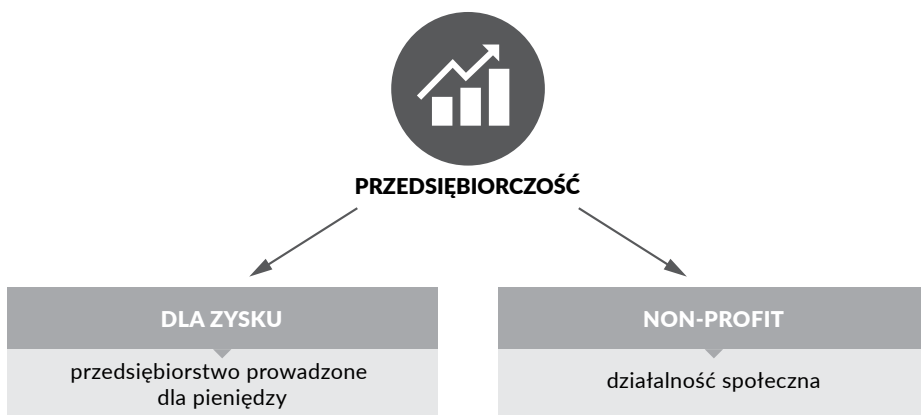 PRZEDSIĘBIORCZOŚĆ
DLA ZYSKU
przedsiębiorstwo prowadzone
dla pieniędzy
NON-PROFIT
działalność społeczna